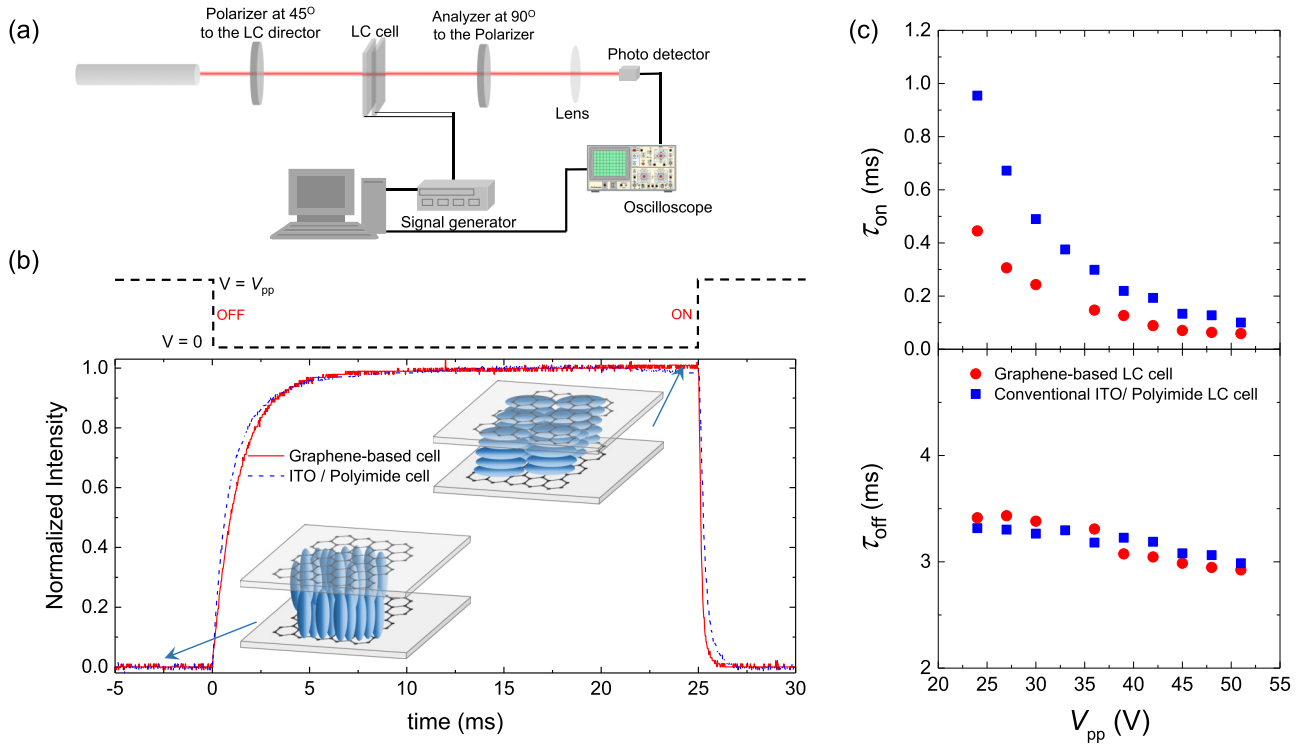 (a)
Polarizer at 45°
to the LC director
LC cell
Analyzer at 90°
to the Polarizer
Photo detector
Lens
Signal generator
Oscilloscope
(b)
V = Vpp
OFF
ON
V = 0
1.0
0.8
0.6
0.4
0.2
0.0
Normalized Intensity
Graphene-based cell
ITO / Polyimide cell
-5
0
5
10
15
20
25
30
time (ms)
(c)
1.2
1.0
0.8
0.6
0.4
0.2
0.0
τon (ms)
Graphene-based LC cell
Conventional ITO/ Polyimide LC cell
4
3
2
τoff (ms)
20
25
30
35
40
45
50
55
Vpp (V)